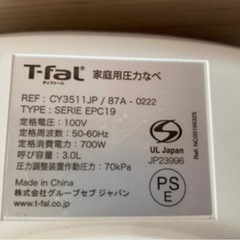 T-fal 家庭用圧力なべ
ティファール
REF : CY3511JP / 87A - 0222
TYPE : SERIE EPC19
定格電圧 : 100V
定格周波数 : 50-60Hz
定格消費電力 : 700W
呼び容量 : 3.0L
圧力調整装置調整圧力 : 70kPa
Made in China
株式会社グループセブ ジャパン
www.t-fal.co.jp
UL Japan
JP23996
PS
E